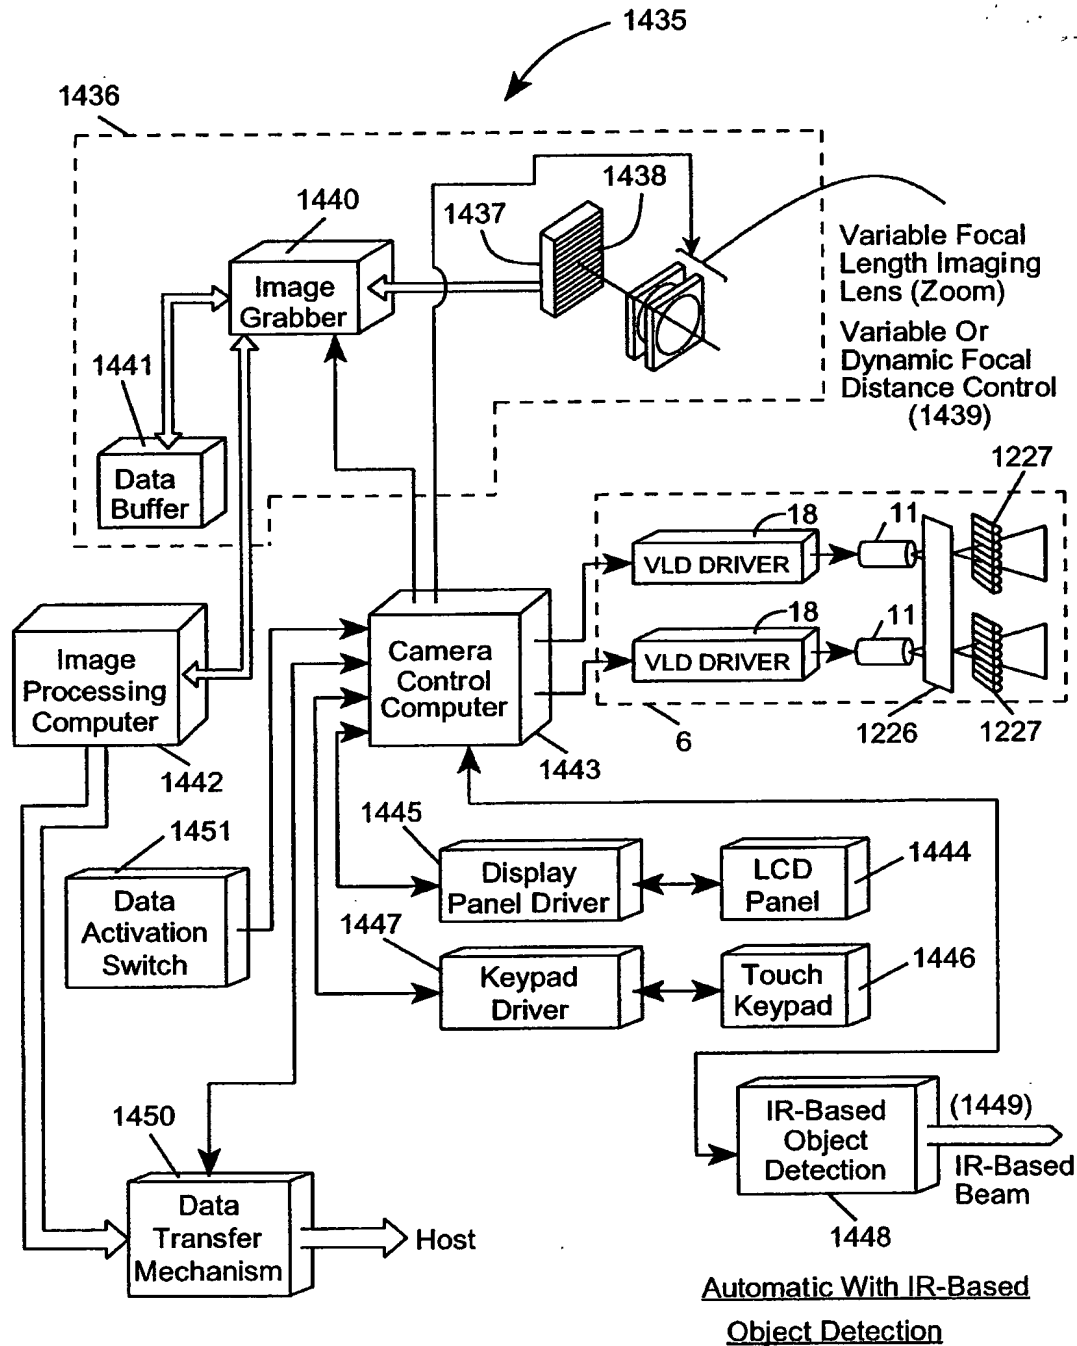 1435
1436
1438
1437
1440
Image
Grabber
Variable Focal
Length Imaging
Lens (Zoom)
Variable Or
Dynamic Focal
Distance Control
(1439)
1441
Data
Buffer
1227
18
11
VLD DRIVER
18
11
VLD DRIVER
Image
Processing
Computer
Camera
Control
Computer
6
1226
1227
1442
1443
1451
Data
Activation
Switch
1445
Display
Panel Driver
LCD
Panel
1444
1447
Keypad
Driver
Touch
Keypad
1446
1450
Data
Transfer
Mechanism
Host
IR-Based
Object
Detection
(1449)
IR-Based
Beam
1448
Automatic With IR-Based
Object Detection